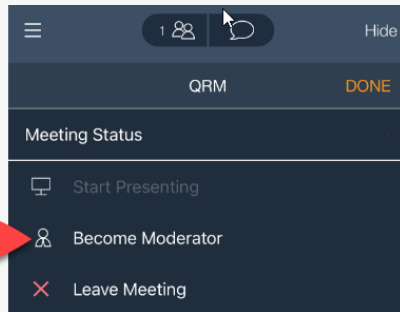 1 Hide
QRM DONE
Meeting Status
Start Presenting
Become Moderator
Leave Meeting